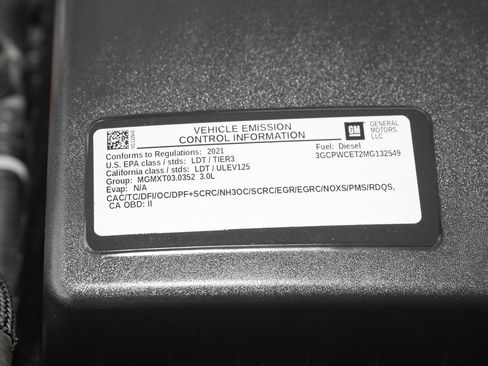 VEHICLE EMISSION
CONTROL INFORMATION
GM
GENERAL
MOTORS
LLC
Conforms to Regulations: 2021
Fuel: Diesel
U.S. EPA class / stds: LDT / TIER3
3GCPWCET2MG132549
California class / stds: LDT / ULEV125
Group: MGMXT03.0352 3.0L
Evap: N/A
CAC/TC/DFI/OC/DPF+SCRC/NH3OC/SCRC/EGR/EGRC/NOXS/PMS/RDQS,
CA OBD: II